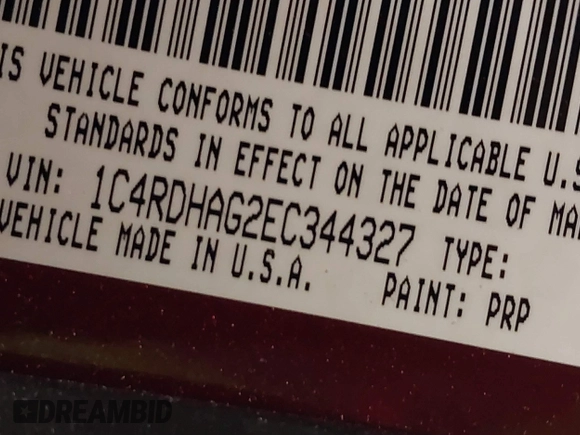 IS VEHICLE CONFORMS TO ALL APPLICABLE U.S
STANDARDS IN EFFECT ON THE DATE OF MA
VIN: 1C4RDHAG2EC344327 TYPE:
VEHICLE MADE IN U.S.A. PAINT: PRP
DREAMBID